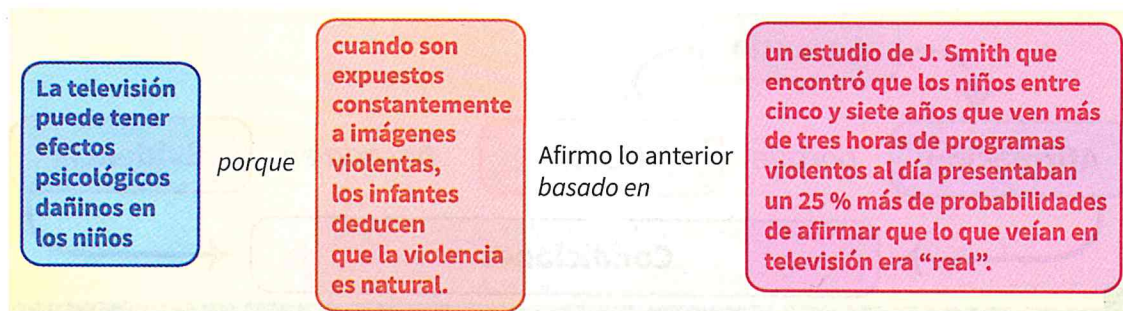 La televisión
puede tener
efectos
psicológicos
dañinos en
los niños
porque
cuando son
expuestos
constantemente
a imágenes
violentas,
los infantes
deducen
que la violencia
es natural.
Afirmo lo anterior
basado en
un estudio de J. Smith que
encontró que los niños entre
cinco y siete años que ven más
de tres horas de programas
violentos al día presentaban
un 25 % más de probabilidades
de afirmar que lo que veían en
televisión era “real”.